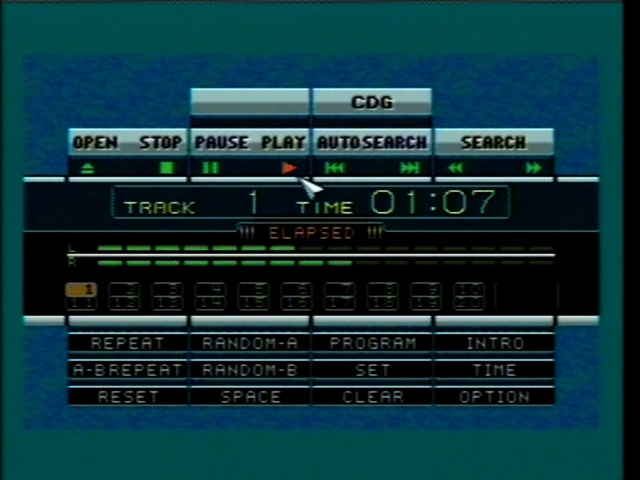 CDG
OPEN STOP PAUSE PLAY AUTOSEARCH SEARCH
TRACK 1 TIME 01:07
ELAPSED
L
R
1 2 3 4 5 6 7 8 9 10
11 12 13 14 15 16 17 18 19 20
REPEAT RANDOM-A PROGRAM INTRO
A-BREPEAT RANDOM-B SET TIME
RESET SPACE CLEAR OPTION